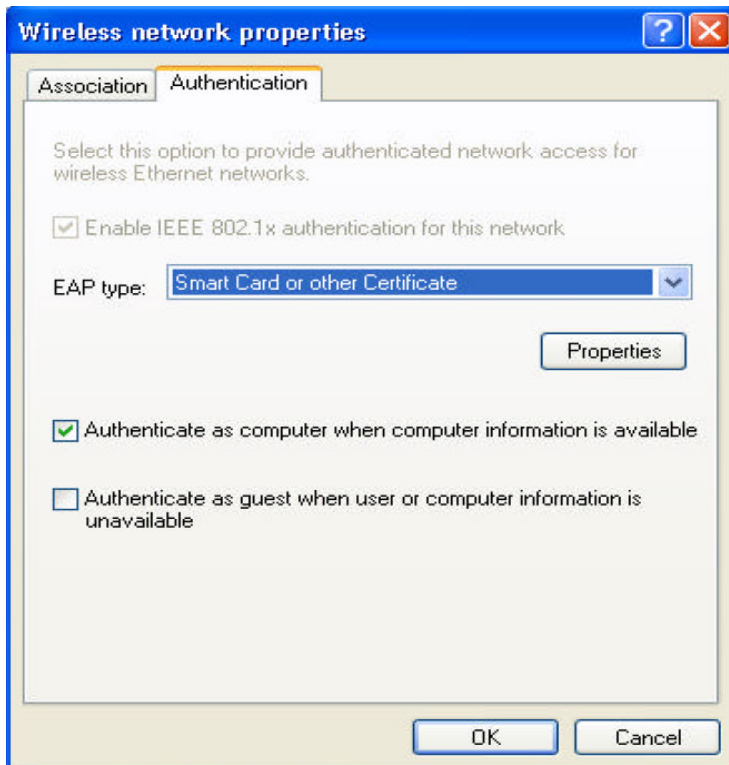 Wireless network properties
Association
Authentication
Select this option to provide authenticated network access for
wireless Ethernet networks.
Enable IEEE 802.1x authentication for this network
EAP type:
Smart Card or other Certificate
Properties
Authenticate as computer when computer information is available
Authenticate as guest when user or computer information is
unavailable
OK
Cancel